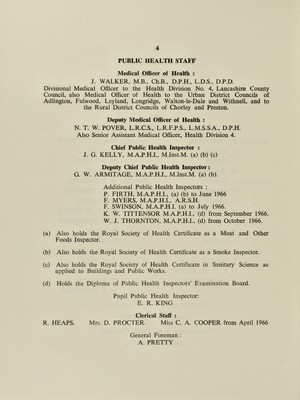 4
PUBLIC HEALTH STAFF
Medical Officer of Health :
J. WALKER, M.B., Ch.B., D.P.H., L.D.S., D.P.D.
Divisional Medical Officer to the Health Division No. 4, Lancashire County
Council, also Medical Officer of Health to the Urban District Councils of
Adlington, Fulwood, Leyland, Longridge, Walton-le-Dale and Withnell, and to
the Rural District Councils of Chorley and Preston.
Deputy Medical Officer of Health :
N. T. W. POVER, L.R.C.S., L.R.F.P.S., L.M.S.S.A., D.P.H.
Also Senior Assistant Medical Officer, Health Division 4.
Chief Public Health Inspector :
J. G. KELLY, M.A.P.H.I., M.Inst.M. (a) (b) (c)
Deputy Chief Public Health Inspector:
G. W. ARMITAGE, M.A.P.H.I., M.Inst.M. (a)
Additional Public Health Inspectors :
P. FIRTH, M.A.P.H.I., (a) (b) to June 1966
F. MYERS, M.A.P.H.I., A.R.S.H.
F. SWINSON, M.A.P.H.I. (a) to July 1966.
K. W. TITTENSOR M.A.P.H.I., (d) from September 1966.
W. J. THORNTON, M.A.P.H.I., (d) from October 1966.
(a) Also holds the Royal Society of Health Certificate as a Meat and Other
Foods Inspector.
(b) Also holds the Royal Society of Health Certificate as a Smoke Inspector.
(c) Also holds the Royal Society of Health Certificate in Sanitary Science as
applied to Buildings and Public Works.
(d) Holds the Diploma of Public Health Inspectors' Examination Board.
Pupil Public Health Inspector:
E. R. KING
Clerical Staff :
R. HEAPS. Mrs. D. PROCTER. Miss C. A. COOPER from April 1966
General Foreman :
A. PRETTY